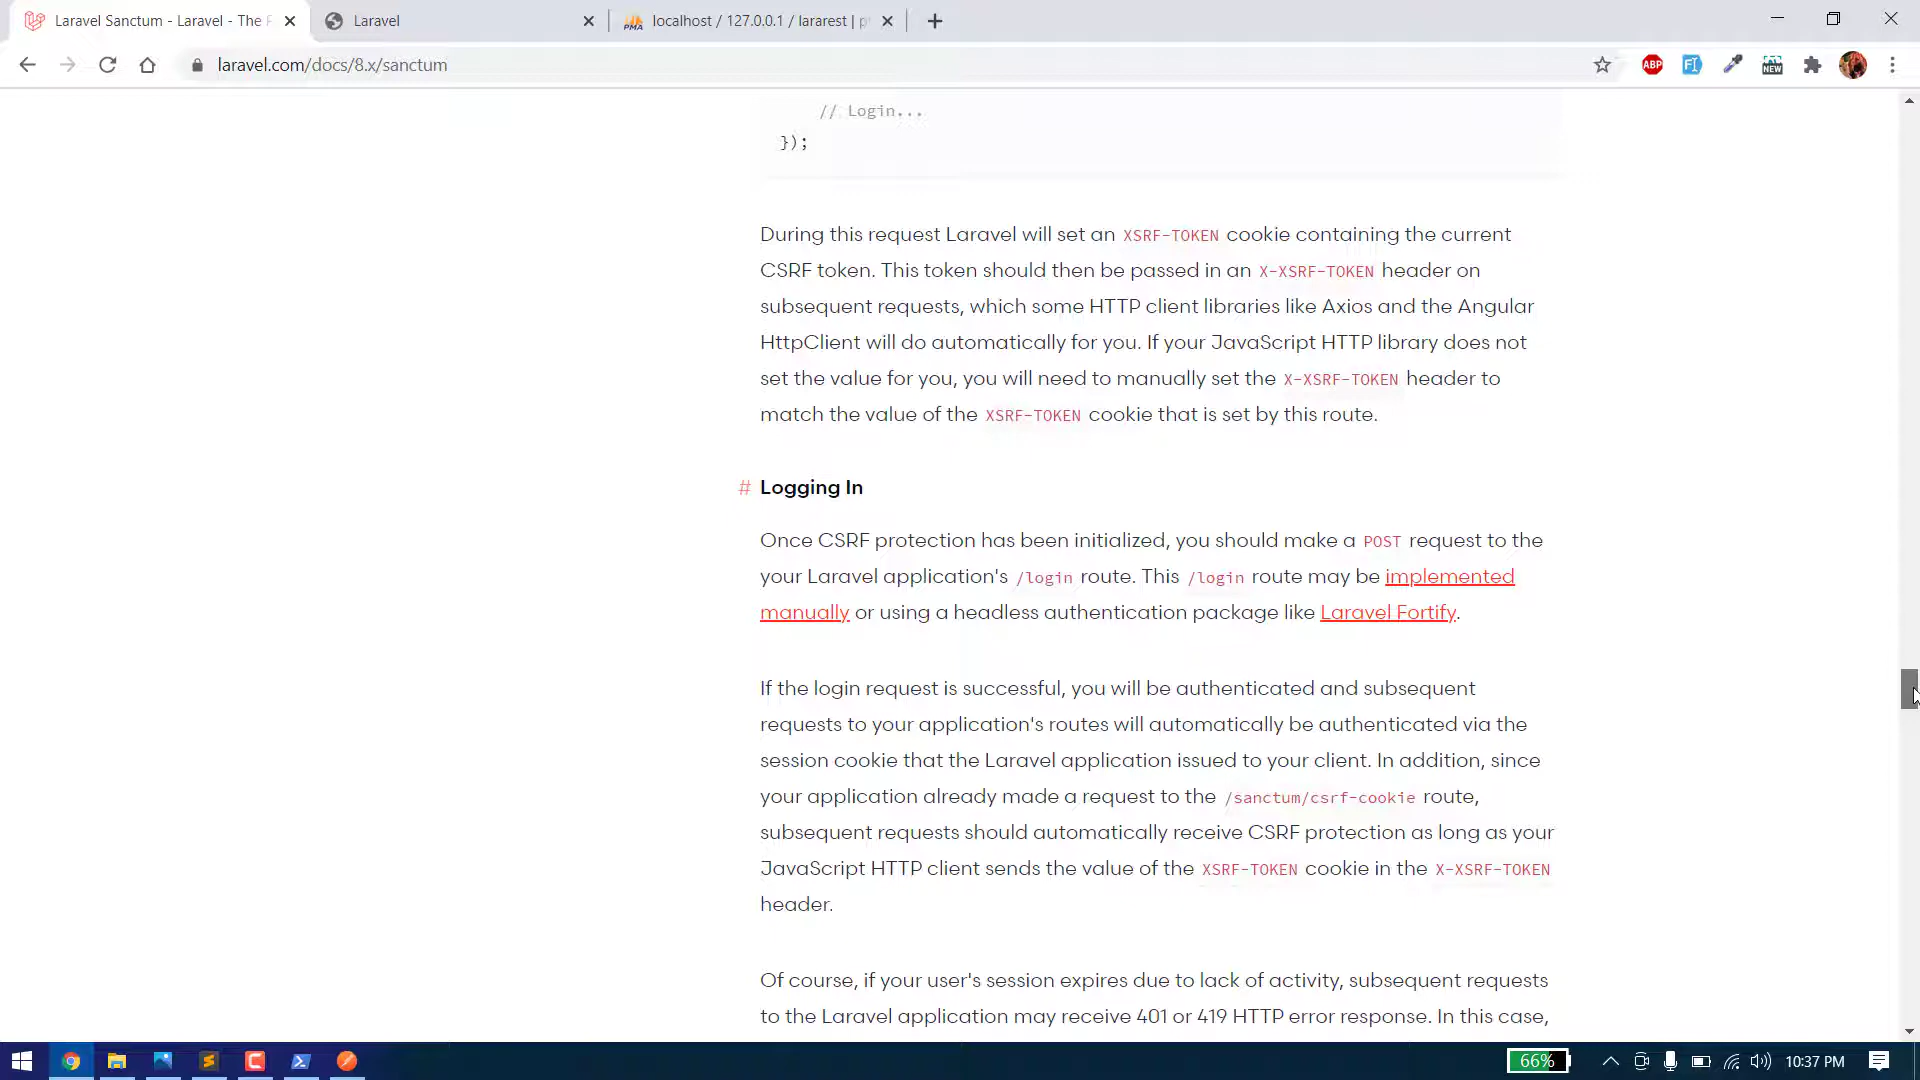 Laravel Sanctum - Laravel - The F
Laravel
localhost / 127.0.0.1 / lararest | p
laravel.com/docs/8.x/sanctum
ABP
NEW
// Login...
});
During this request Laravel will set an XSRF-TOKEN cookie containing the current
CSRF token. This token should then be passed in an X-XSRF-TOKEN header on
subsequent requests, which some HTTP client libraries like Axios and the Angular
HttpClient will do automatically for you. If your JavaScript HTTP library does not
set the value for you, you will need to manually set the X-XSRF-TOKEN header to
match the value of the XSRF-TOKEN cookie that is set by this route.
# Logging In
Once CSRF protection has been initialized, you should make a POST request to the
your Laravel application's /login route. This /login route may be implemented
manually or using a headless authentication package like Laravel Fortify.
If the login request is successful, you will be authenticated and subsequent
requests to your application's routes will automatically be authenticated via the
session cookie that the Laravel application issued to your client. In addition, since
your application already made a request to the /sanctum/csrf-cookie route,
subsequent requests should automatically receive CSRF protection as long as your
JavaScript HTTP client sends the value of the XSRF-TOKEN cookie in the X-XSRF-TOKEN
header.
Of course, if your user's session expires due to lack of activity, subsequent requests
to the Laravel application may receive 401 or 419 HTTP error response. In this case,
66%
10:37 PM